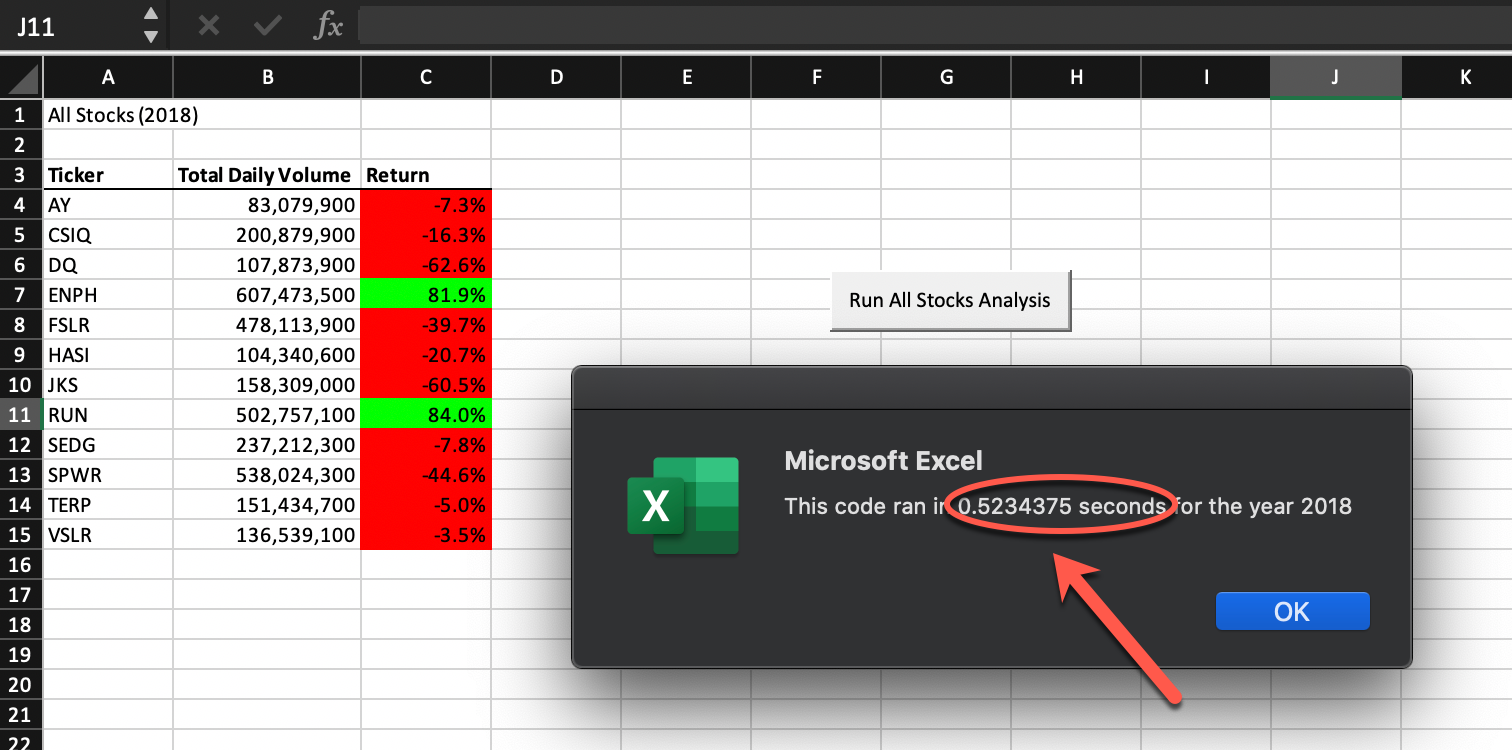 J11
fx
A B C D E F G H I J K
1 All Stocks (2018)
2
3 Ticker Total Daily Volume Return
4 AY 83,079,900 -7.3%
5 CSIQ 200,879,900 -16.3%
6 DQ 107,873,900 -62.6%
7 ENPH 607,473,500 81.9%
Run All Stocks Analysis
8 FSLR 478,113,900 -39.7%
9 HASI 104,340,600 -20.7%
10 JKS 158,309,000 -60.5%
11 RUN 502,757,100 84.0%
12 SEDG 237,212,300 -7.8%
13 SPWR 538,024,300 -44.6%
14 TERP 151,434,700 -5.0%
15 VSLR 136,539,100 -3.5%
16
17
18
19
20
21
22
Microsoft Excel
X
This code ran in 0.5234375 seconds for the year 2018
OK